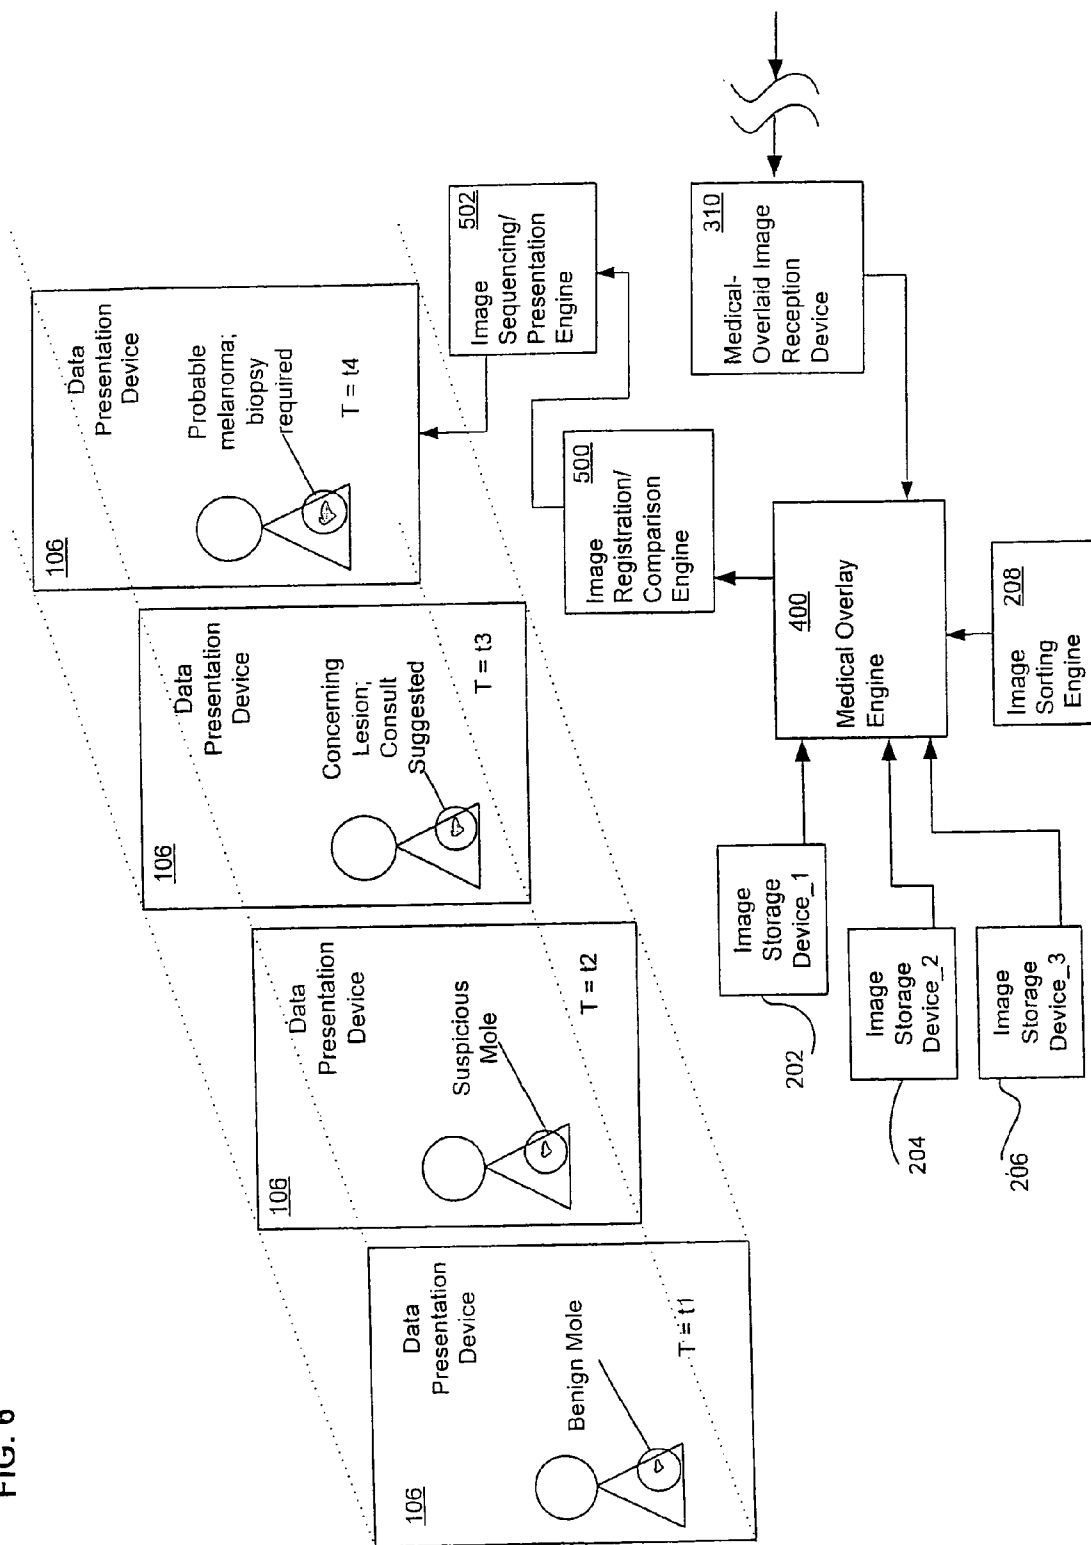 FIG. 6
106
Data
Presentation
Device
Benign Mole
T = t1
106
Data
Presentation
Device
Suspicious
Mole
T = t2
106
Data
Presentation
Device
Concerning
Lesion;
Consult
Suggested
T = t3
106
Data
Presentation
Device
Probable
melanoma;
biopsy
required
T = t4
502
Image
Sequencing/
Presentation
Engine
500
Image
Registration/
Comparison
Engine
310
Medical-
Overlaid Image
Reception
Device
400
Medical Overlay
Engine
208
Image
Sorting
Engine
Image
Storage
Device_1
202
Image
Storage
Device_2
204
Image
Storage
Device_3
206